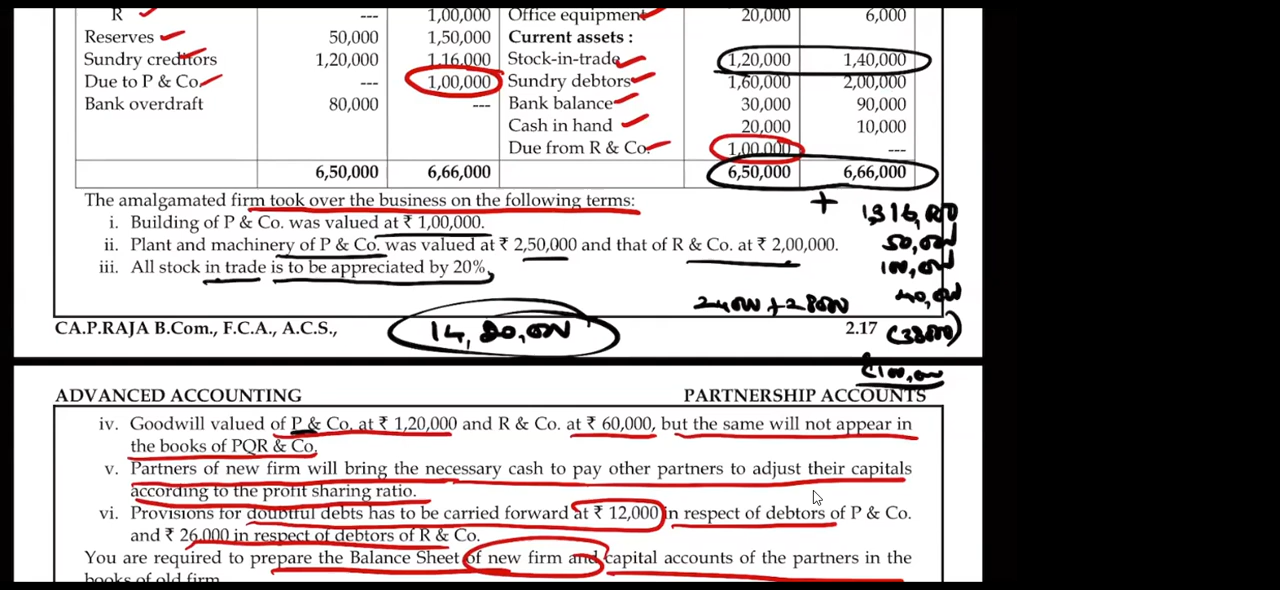 R --- 1,00,000 Office equipment 20,000 6,000
Reserves 50,000 1,50,000 Current assets :
Sundry creditors 1,20,000 1,16,000 Stock-in-trade 1,20,000 1,40,000
Due to P & Co. --- 1,00,000 Sundry debtors 1,60,000 2,00,000
Bank overdraft 80,000 --- Bank balance 30,000 90,000
Cash in hand 20,000 10,000
Due from R & Co. 1,00,000 ---
6,50,000 6,66,000 6,50,000 6,66,000
The amalgamated firm took over the business on the following terms: +
i. Building of P & Co. was valued at ₹ 1,00,000.
50,000
ii. Plant and machinery of P & Co. was valued at ₹ 2,50,000 and that of R & Co. at ₹ 2,00,000.
100,000
iii. All stock in trade is to be appreciated by 20%.
40,000
CA.P.RAJA B.Com., F.C.A., A.C.S., 2.17
(38000)
ADVANCED ACCOUNTING PARTNERSHIP ACCOUNTS
iv. Goodwill valued of P & Co. at ₹ 1,20,000 and R & Co. at ₹ 60,000, but the same will not appear in
the books of PQR & Co.
v. Partners of new firm will bring the necessary cash to pay other partners to adjust their capitals
according to the profit sharing ratio.
vi. Provisions for doubtful debts has to be carried forward at ₹ 12,000 in respect of debtors of P & Co.
and ₹ 26,000 in respect of debtors of R & Co.
You are required to prepare the Balance Sheet of new firm and capital accounts of the partners in the
books of old firm.